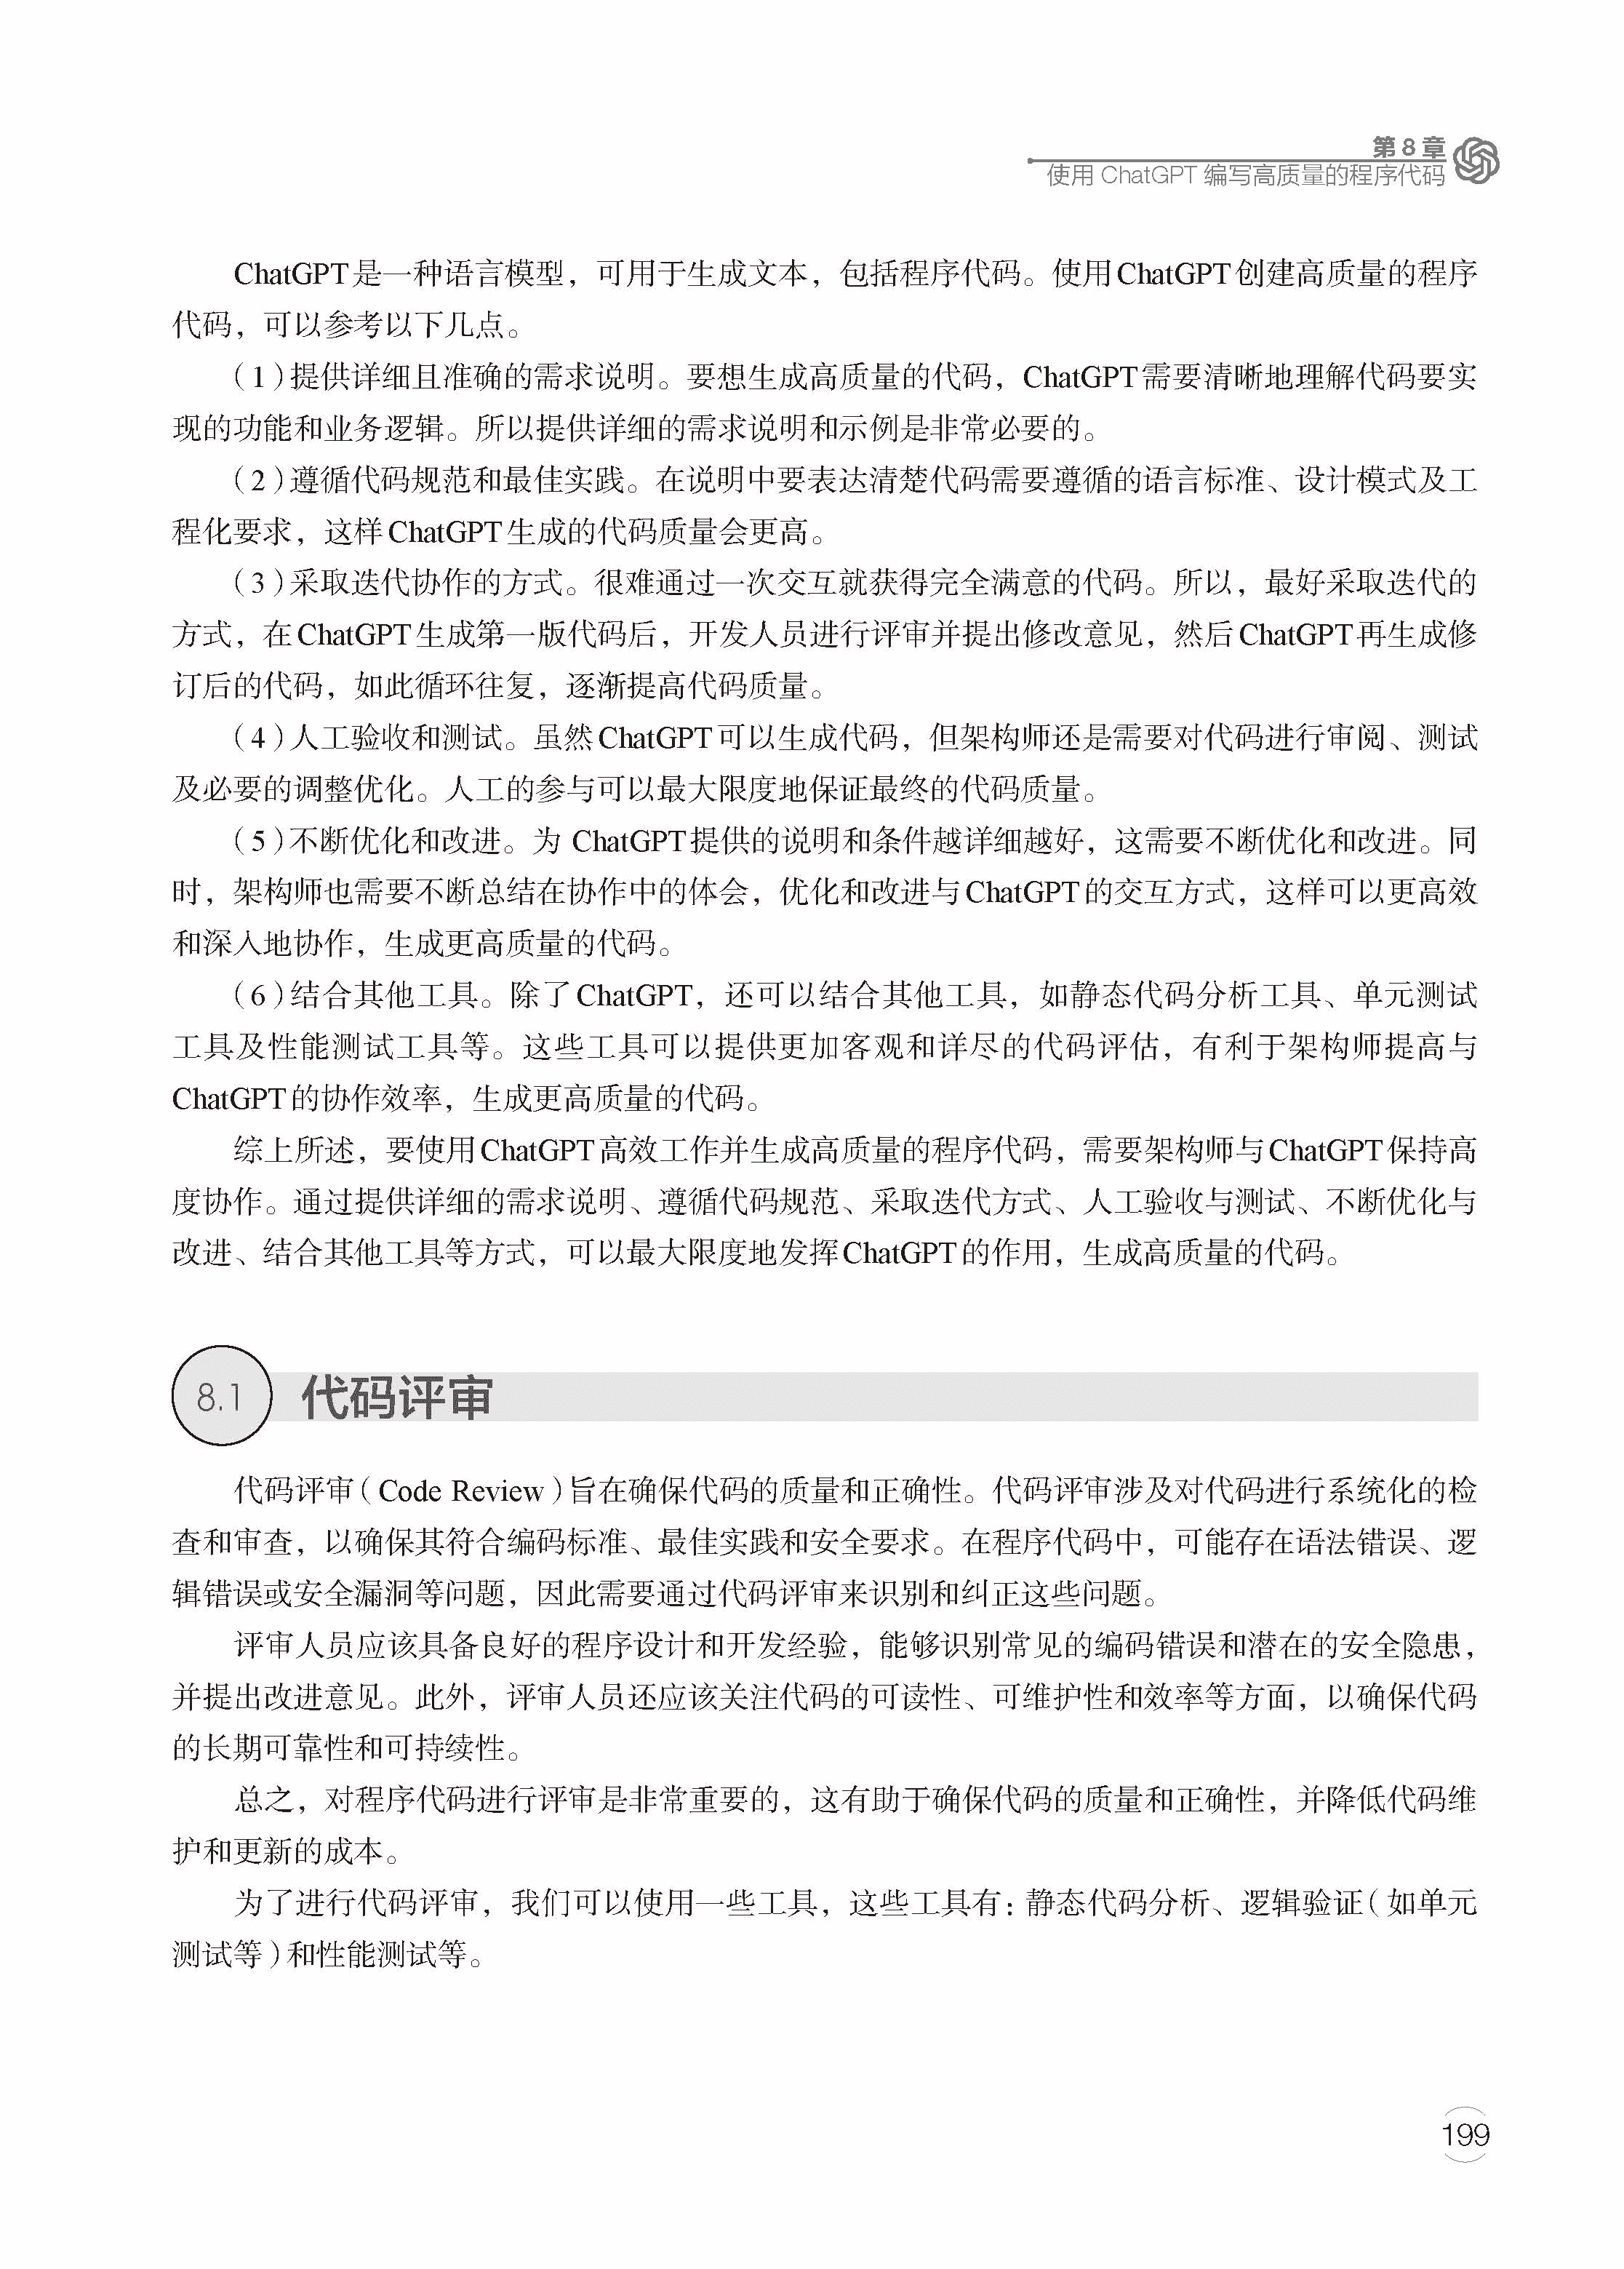 第8章
使用 ChatGPT 编写高质量的程序代码
ChatGPT是一种语言模型，可用于生成文本，包括程序代码。使用ChatGPT创建高质量的程序
代码，可以参考以下几点。
（1）提供详细且准确的需求说明。要想生成高质量的代码，ChatGPT需要清晰地理解代码要实
现的功能和业务逻辑。所以提供详细的需求说明和示例是非常必要的。
（2）遵循代码规范和最佳实践。在说明中要表达清楚代码需要遵循的语言标准、设计模式及工
程化要求，这样ChatGPT生成的代码质量会更高。
（3）采取迭代协作的方式。很难通过一次交互就获得完全满意的代码。所以，最好采取迭代的
方式，在ChatGPT生成第一版代码后，开发人员进行评审并提出修改意见，然后ChatGPT再生成修
订后的代码，如此循环往复，逐渐提高代码质量。
（4）人工验收和测试。虽然ChatGPT可以生成代码，但架构师还是需要对代码进行审阅、测试
及必要的调整优化。人工的参与可以最大限度地保证最终的代码质量。
（5）不断优化和改进。为 ChatGPT提供的说明和条件越详细越好，这需要不断优化和改进。同
时，架构师也需要不断总结在协作中的体会，优化和改进与ChatGPT的交互方式，这样可以更高效
和深入地协作，生成更高质量的代码。
（6）结合其他工具。除了ChatGPT，还可以结合其他工具，如静态代码分析工具、单元测试
工具及性能测试工具等。这些工具可以提供更加客观和详尽的代码评估，有利于架构师提高与
ChatGPT的协作效率，生成更高质量的代码。
综上所述，要使用ChatGPT高效工作并生成高质量的程序代码，需要架构师与ChatGPT保持高
度协作。通过提供详细的需求说明、遵循代码规范、采取迭代方式、人工验收与测试、不断优化与
改进、结合其他工具等方式，可以最大限度地发挥ChatGPT的作用，生成高质量的代码。
8.1 代码评审
代码评审（Code Review）旨在确保代码的质量和正确性。代码评审涉及对代码进行系统化的检
查和审查，以确保其符合编码标准、最佳实践和安全要求。在程序代码中，可能存在语法错误、逻
辑错误或安全漏洞等问题，因此需要通过代码评审来识别和纠正这些问题。
评审人员应该具备良好的程序设计和开发经验，能够识别常见的编码错误和潜在的安全隐患，
并提出改进意见。此外，评审人员还应该关注代码的可读性、可维护性和效率等方面，以确保代码
的长期可靠性和可持续性。
总之，对程序代码进行评审是非常重要的，这有助于确保代码的质量和正确性，并降低代码维
护和更新的成本。
为了进行代码评审，我们可以使用一些工具，这些工具有：静态代码分析、逻辑验证（如单元
测试等）和性能测试等。
199